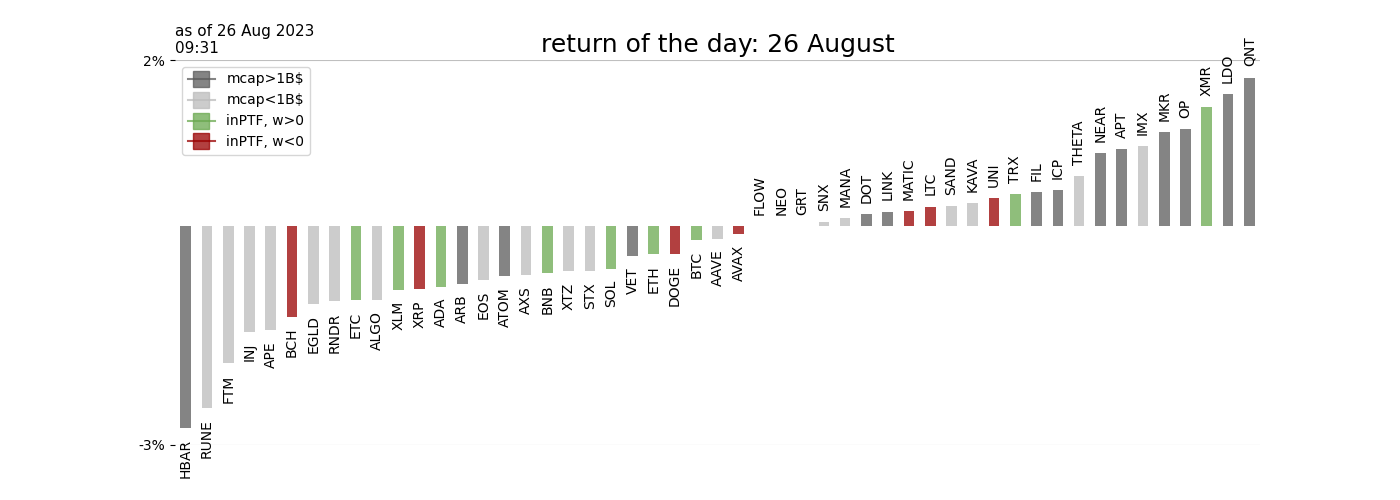 as of 26 Aug 2023
09:31
return of the day: 26 August
2%
mcap>1B$
mcap<1B$
inPTF, w>0
inPTF, w<0
-3%
HBAR
RUNE
FTM
INJ
APE
BCH
EGLD
RNDR
ETC
ALGO
XLM
XRP
ADA
ARB
EOS
ATOM
AXS
BNB
XTZ
STX
SOL
VET
ETH
DOGE
BTC
AAVE
AVAX
FLOW
NEO
GRT
SNX
MANA
DOT
LINK
MATIC
LTC
SAND
KAVA
UNI
TRX
FIL
ICP
THETA
NEAR
APT
IMX
MKR
OP
XMR
LDO
QNT